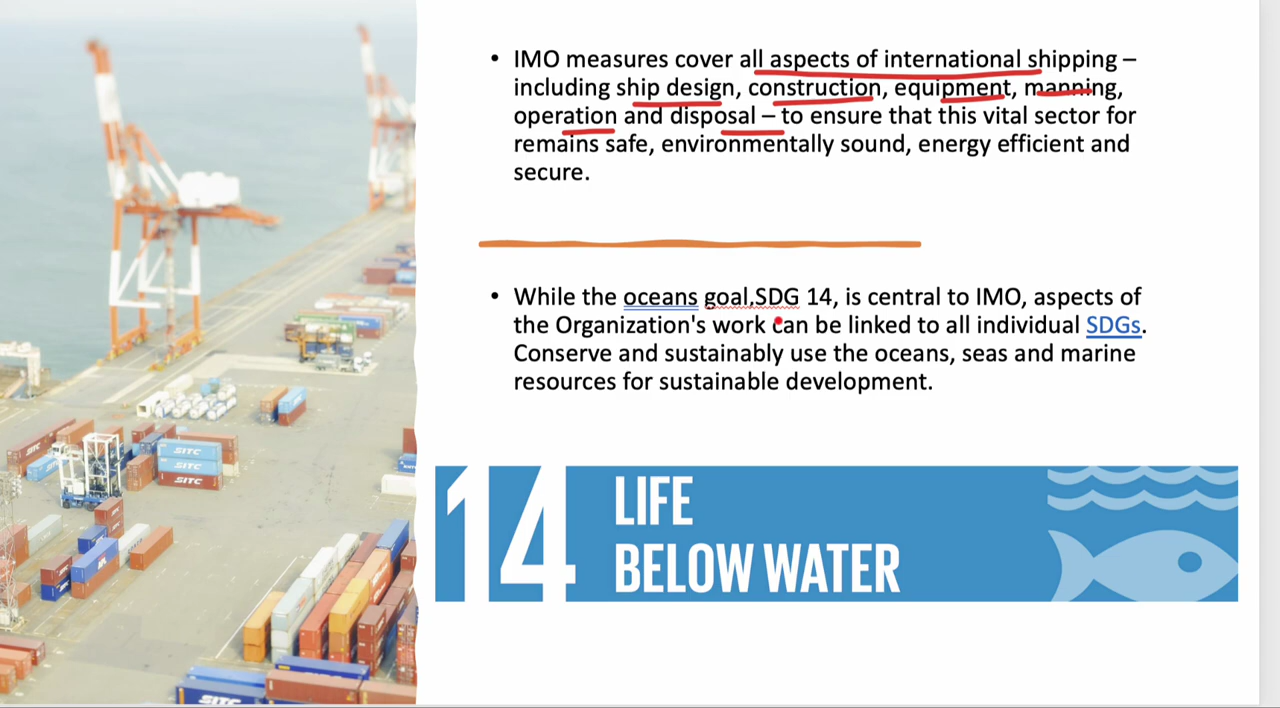 • IMO measures cover all aspects of international shipping –
including ship design, construction, equipment, manning,
operation and disposal – to ensure that this vital sector for
remains safe, environmentally sound, energy efficient and
secure.
• While the oceans goal,SDG 14, is central to IMO, aspects of
the Organization's work can be linked to all individual SDGs.
Conserve and sustainably use the oceans, seas and marine
resources for sustainable development.
14 LIFE
BELOW WATER
SITC
SITC
SITC
SITC
SITC